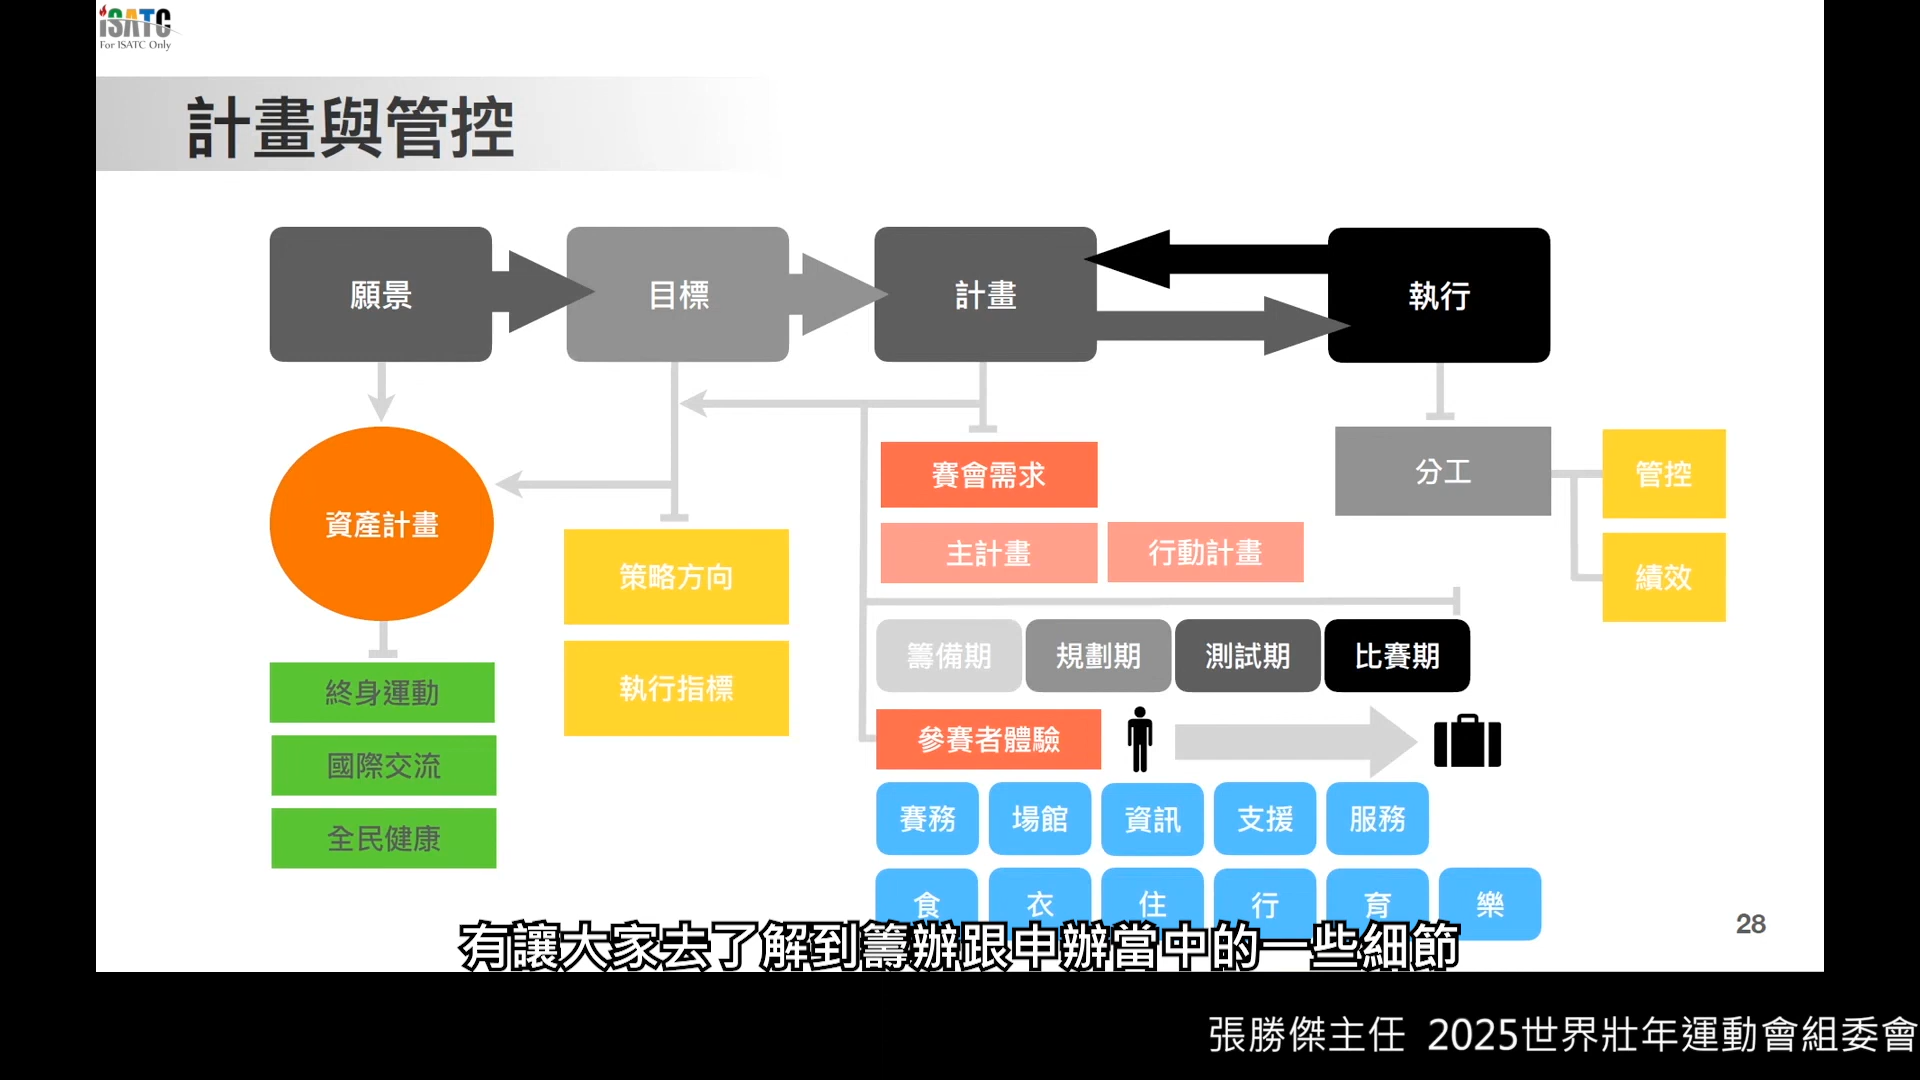 iSATC
For ISATC Only
計畫與管控
願景
目標
計畫
執行
資產計畫
終身運動
國際交流
全民健康
策略方向
執行指標
賽會需求
主計畫
行動計畫
籌備期
規劃期
測試期
比賽期
參賽者體驗
賽務
場館
資訊
支援
服務
食
衣
住
行
育
樂
分工
管控
績效
28
有讓大家去了解到籌辦跟申辦當中的一些細節
張勝傑主任 2025世界壯年運動會組委會